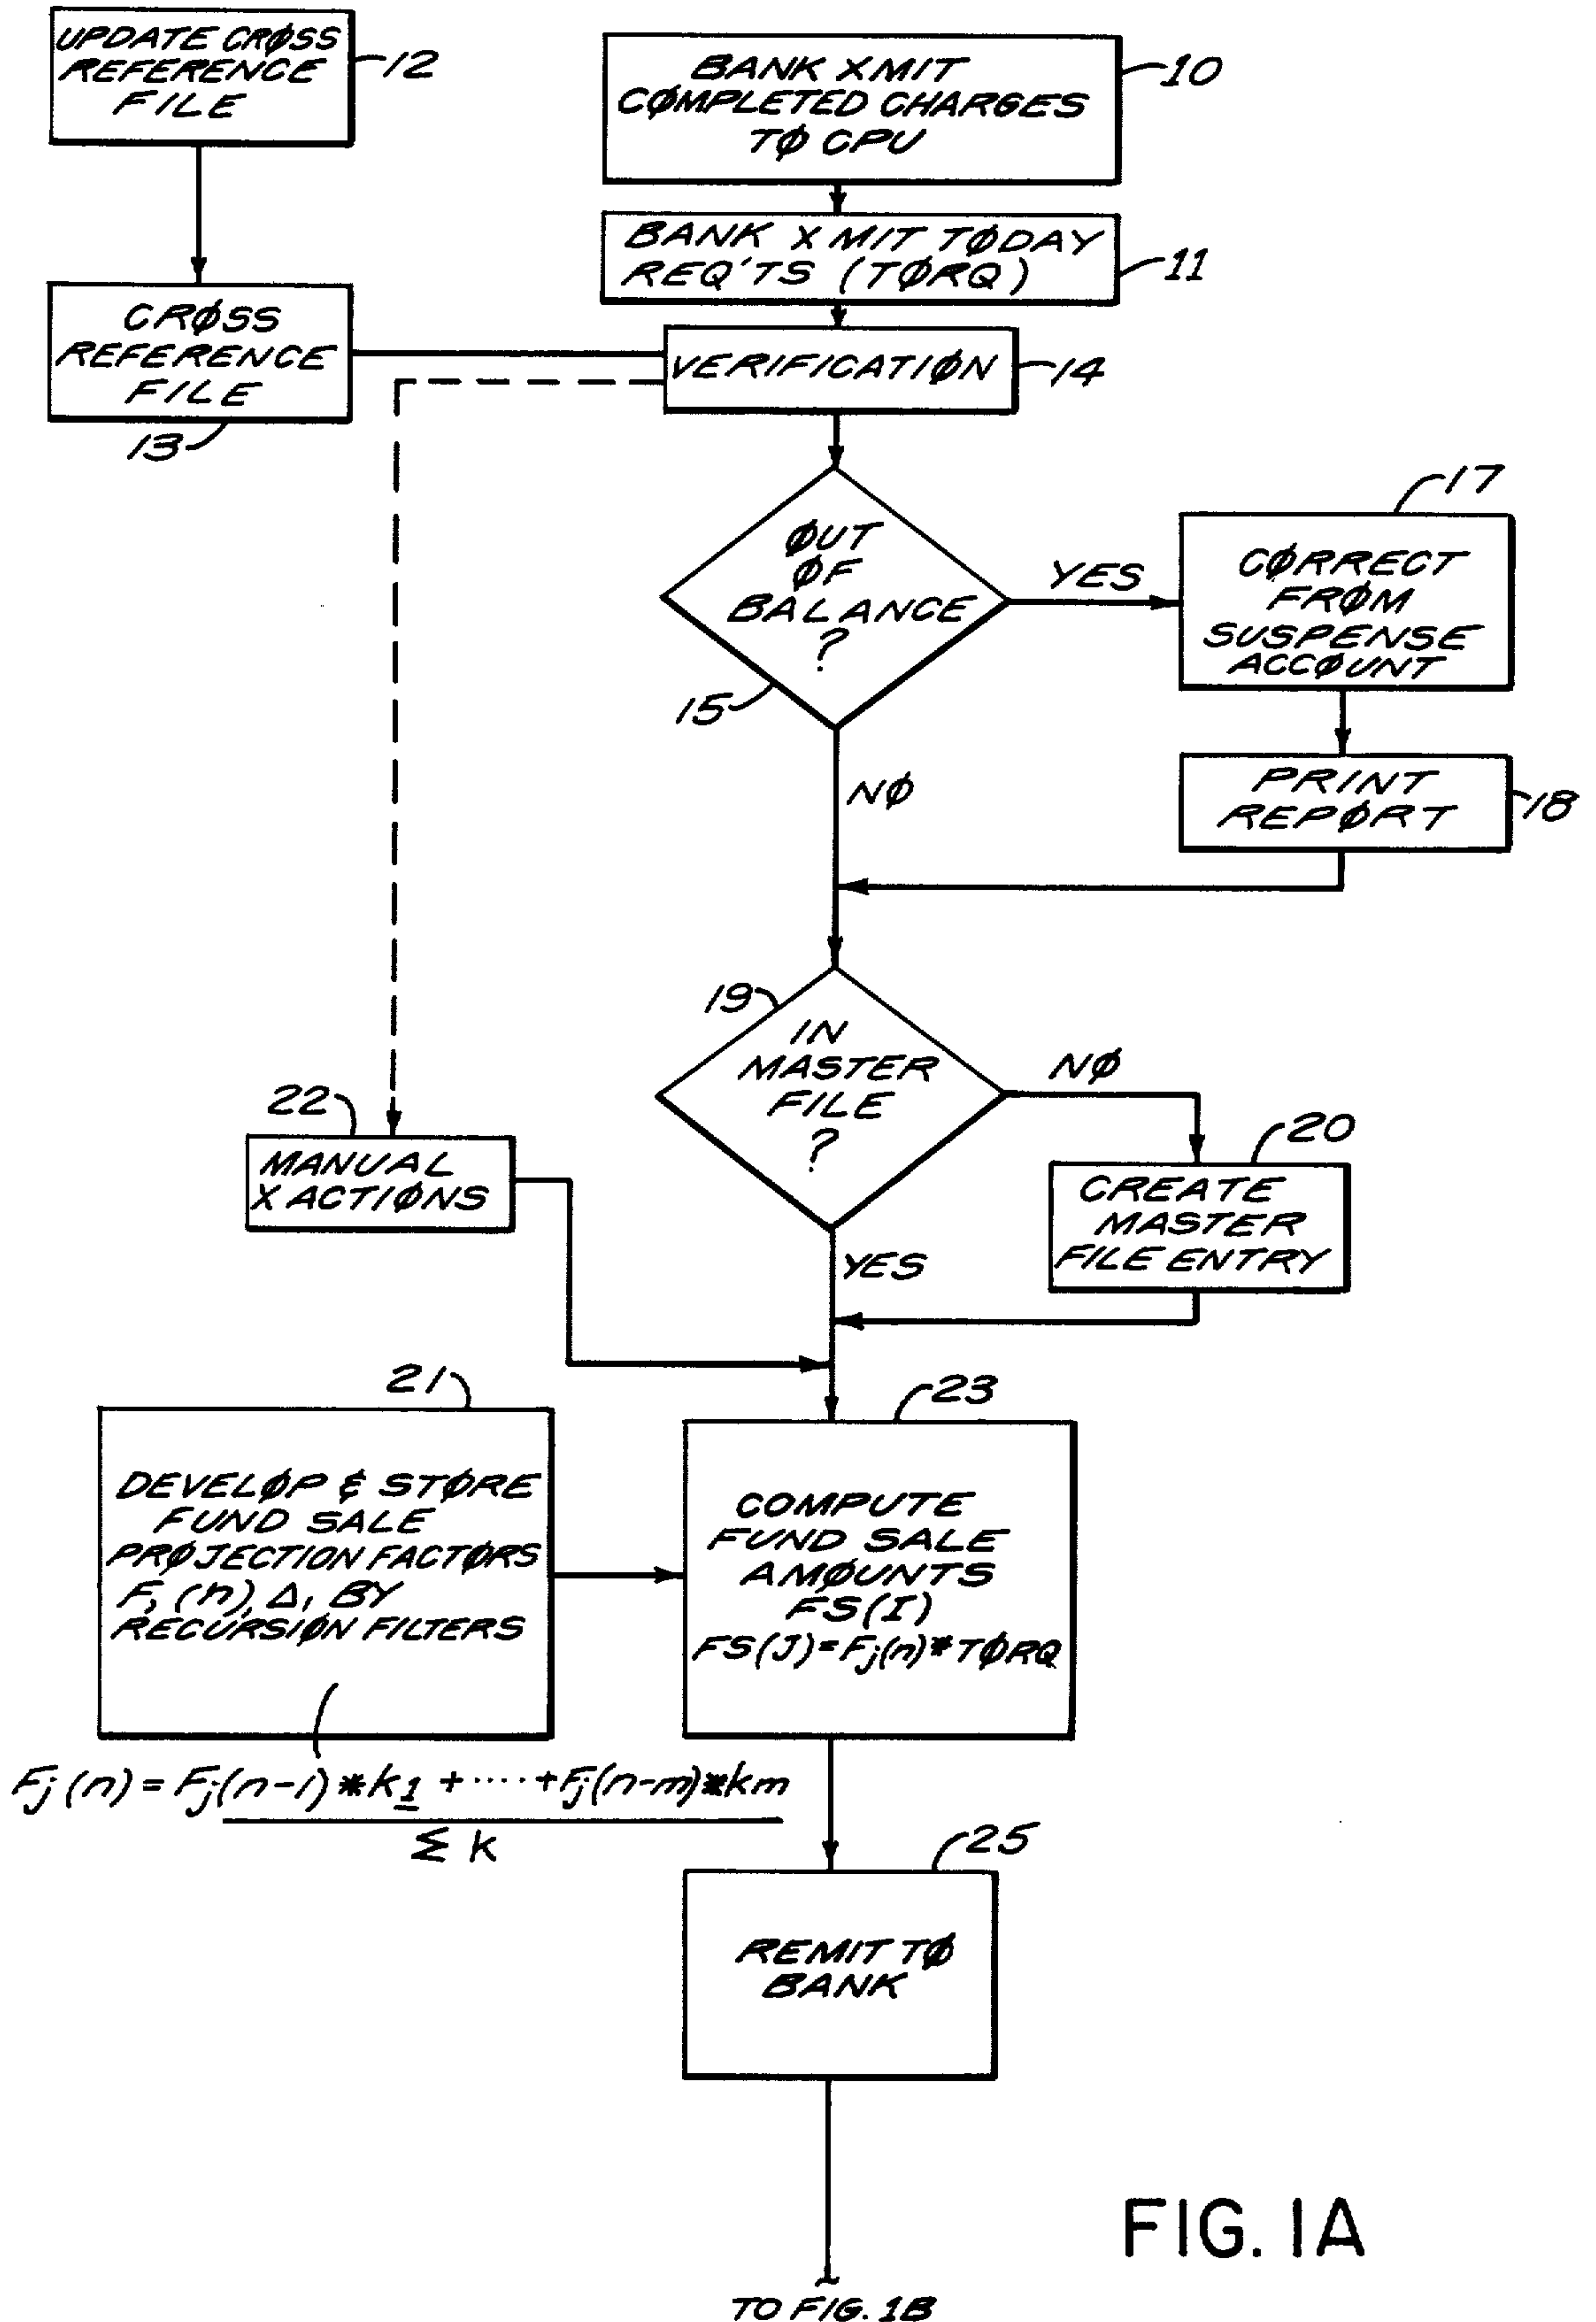 UPDATE CRØSS
REFERENCE
FILE
12
BANK XMIT
CØMPLETED CHARGES
TØ CPU
10
BANK X MIT TØDAY
REQ'TS (TØRQ)
11
CRØSS
REFERENCE
FILE
13
VERIFICATIØN
14
ØUT
ØF
BALANCE
?
15
YES
17
CØRRECT
FRØM
SUSPENSE
ACCØUNT
NØ
PRINT
REPØRT
18
19
IN
MASTER
FILE
?
NØ
20
CREATE
MASTER
FILE ENTRY
22
MANUAL
X ACTIØNS
YES
21
DEVELØP & STØRE
FUND SALE
PRØJECTION FACTØRS
F, (n), Δ, BY
RECURSIØN FILTERS
23
COMPUTE
FUND SALE
AMØUNTS
FS(I)
FS(J)=Fj(n)*TØRQ
Fj(n) = Fj(n-1)*k1 + ····· +Fj(n-m)*km
Σ k
25
REMIT TØ
BANK
FIG. 1A
TO FIG. 1B